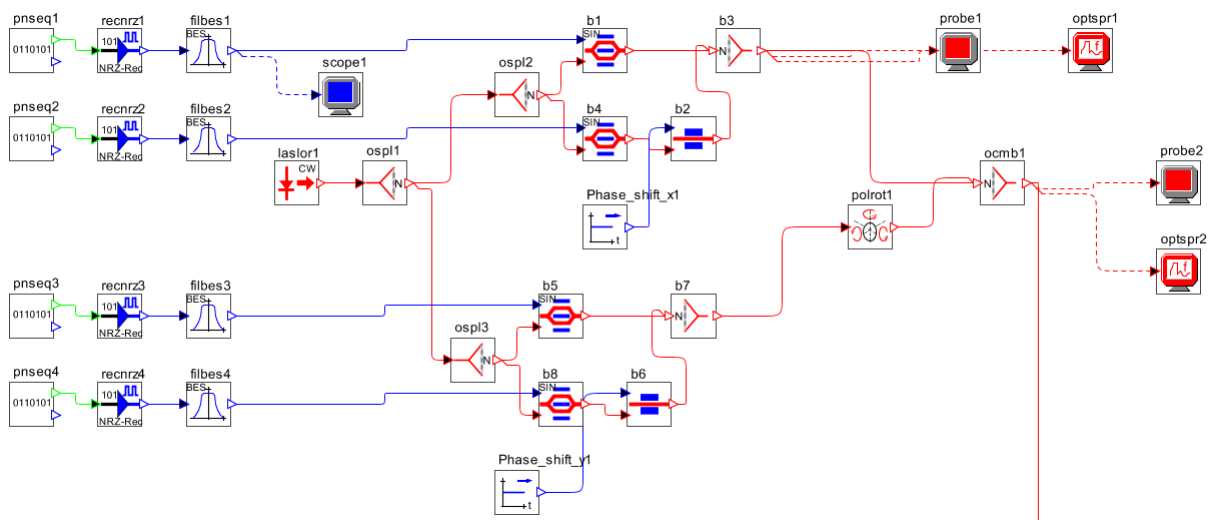 pnseq1 recnrz1 filbes1 b1 b3 probe1 optspr1
0110101 101 NRZ-Rec BES SIN N f
scope1 ospl2 N
pnseq2 recnrz2 filbes2 b4 b2
0110101 101 NRZ-Rec BES SIN
laslor1 ospl1 ocmb1 probe2
CW N N
Phase_shift_x1 polrot1
t
optspr2
f
pnseq3 recnrz3 filbes3 b5 b7
0110101 101 NRZ-Rec BES SIN N
ospl3
N
pnseq4 recnrz4 filbes4 b8 b6
0110101 101 NRZ-Rec BES SIN
Phase_shift_y1
t